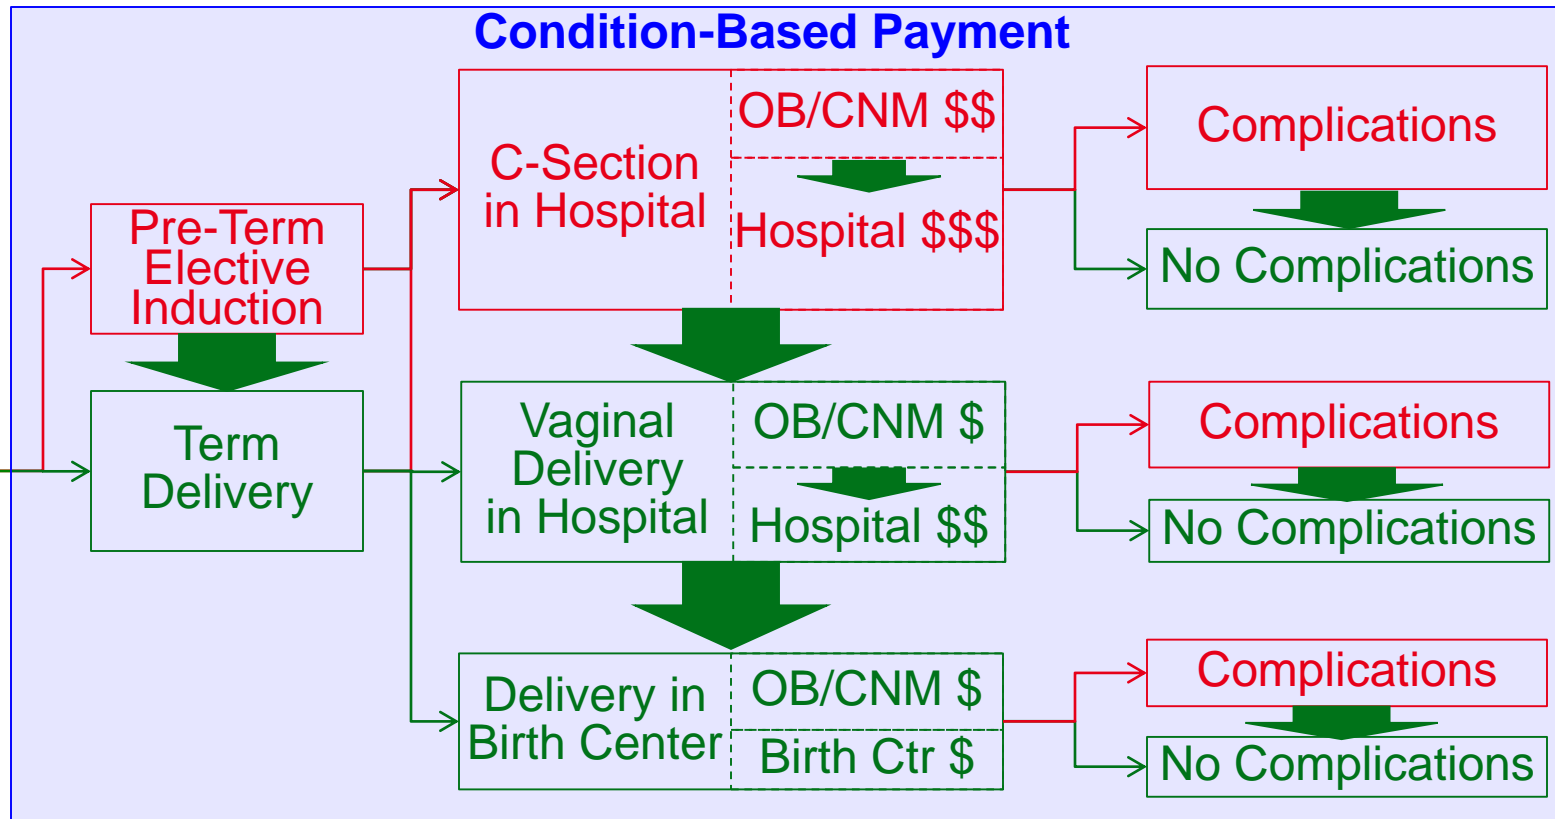 Condition-Based Payment
Pre-Term
Elective
Induction
Term
Delivery
C-Section
in Hospital
OB/CNM $$
Hospital $$$
Complications
No Complications
Vaginal
Delivery
in Hospital
OB/CNM $
Hospital $$
Complications
No Complications
Delivery in
Birth Center
OB/CNM $
Birth Ctr $
Complications
No Complications